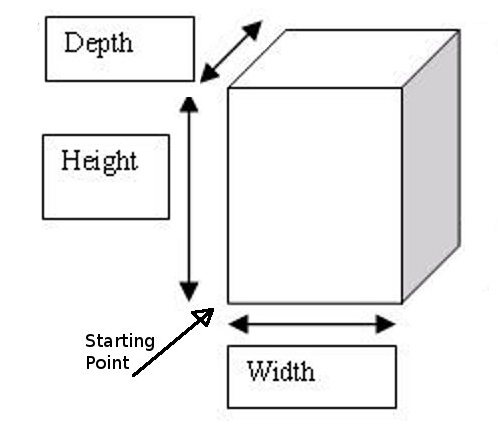 Depth
Height
Starting
Point
Width